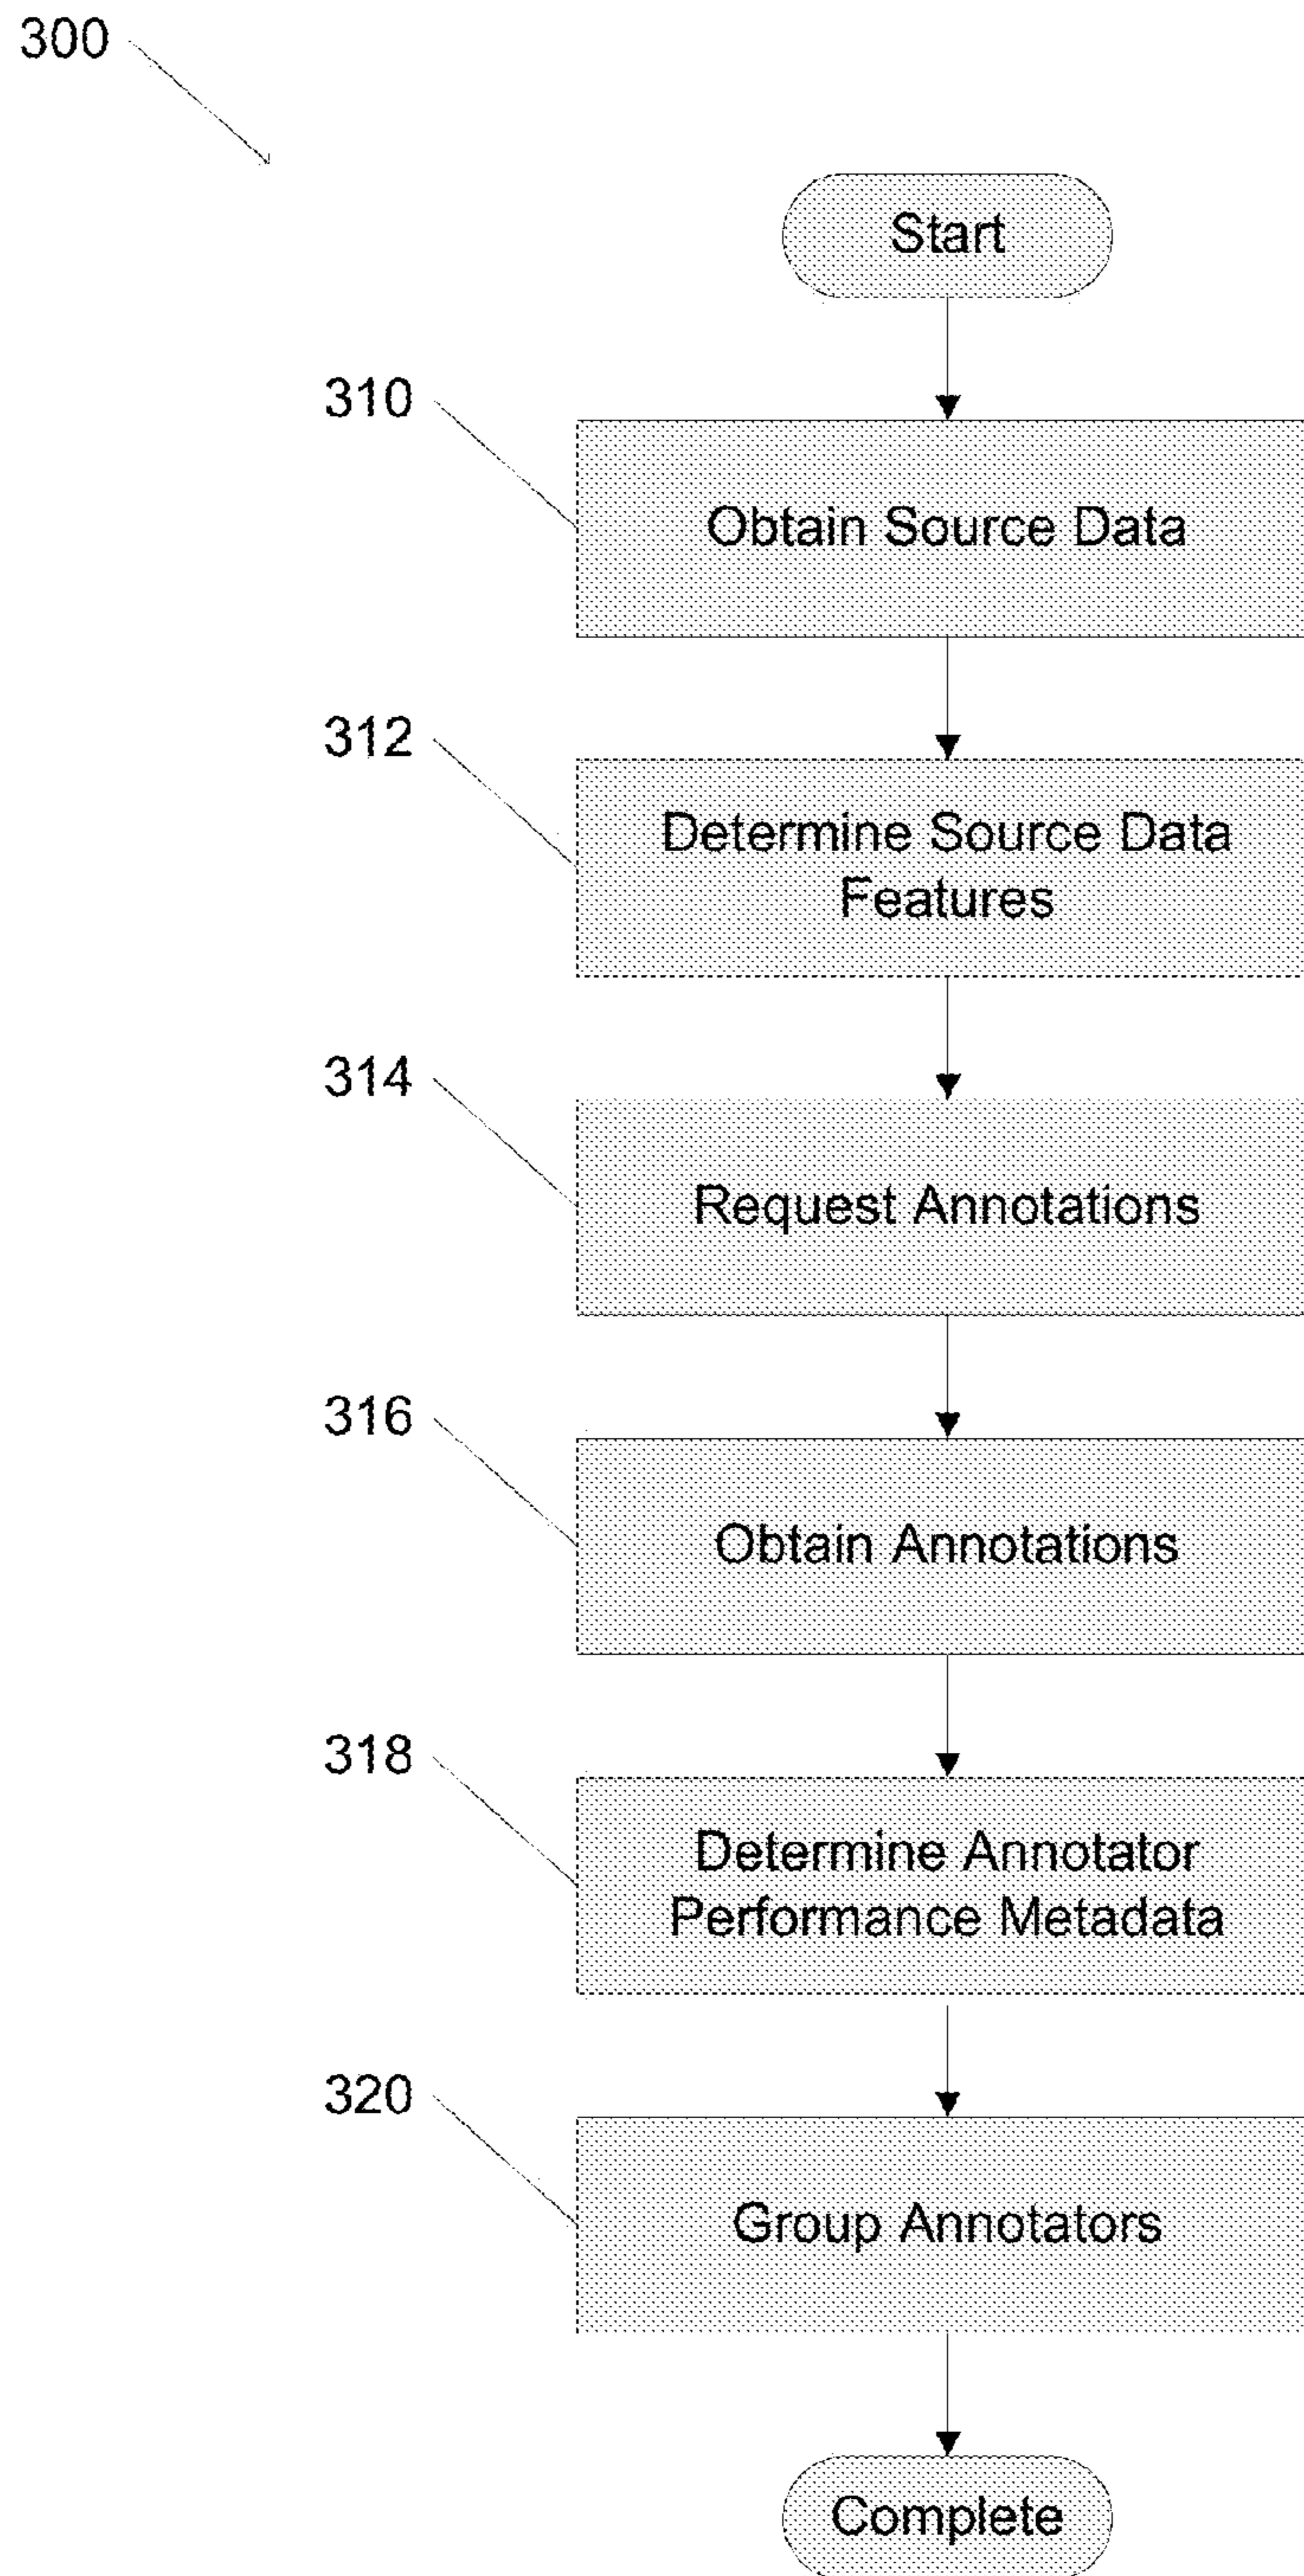 300
Start
310
Obtain Source Data
312
Determine Source Data
Features
314
Request Annotations
316
Obtain Annotations
318
Determine Annotator
Performance Metadata
320
Group Annotators
Complete